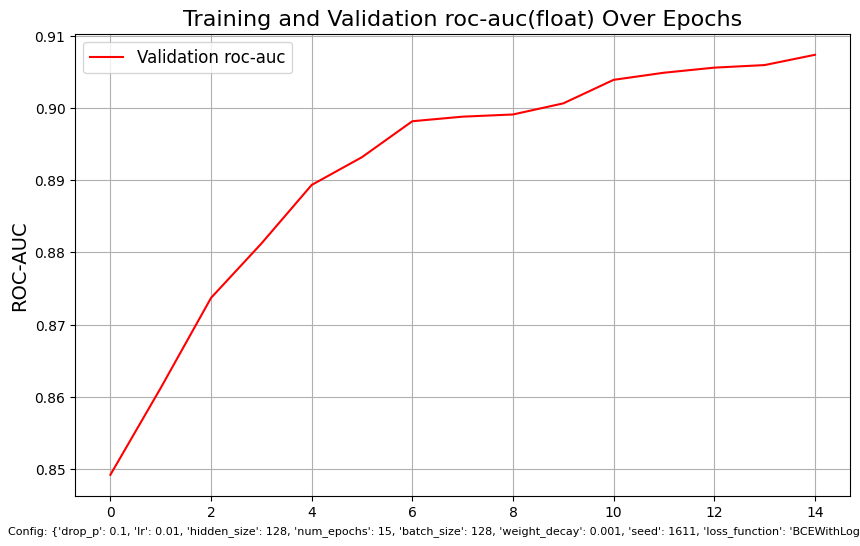 Training and Validation roc-auc(float) Over Epochs
Validation roc-auc
0.91
0.90
0.89
0.88
0.87
0.86
0.85
ROC-AUC
0 2 4 6 8 10 12 14
Config: {'drop_p': 0.1, 'lr': 0.01, 'hidden_size': 128, 'num_epochs': 15, 'batch_size': 128, 'weight_decay': 0.001, 'seed': 1611, 'loss_function': 'BCEWithLog